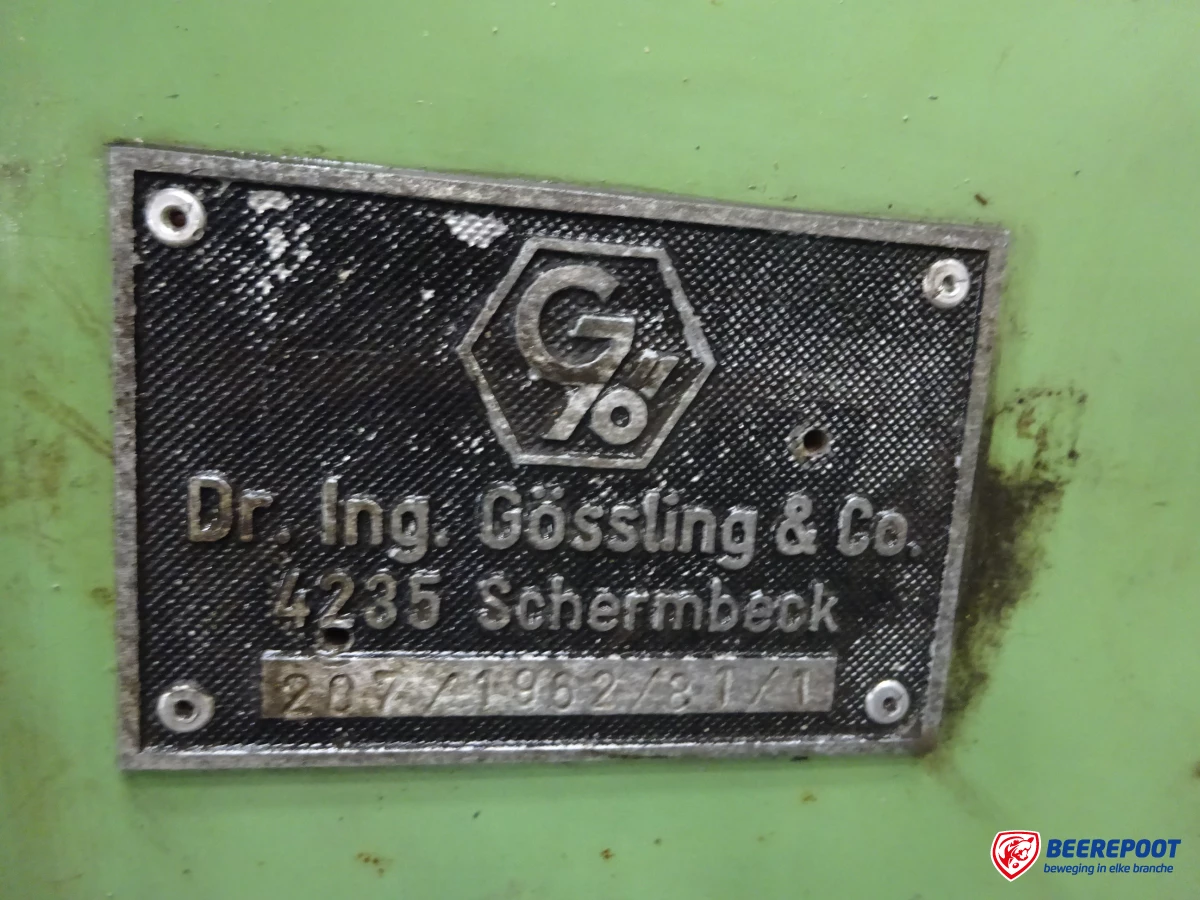 Dr. Ing. Gössling & Co.
4235 Schermbeck
207/1962/81/1
BEEREPOOT
beweging in elke branche